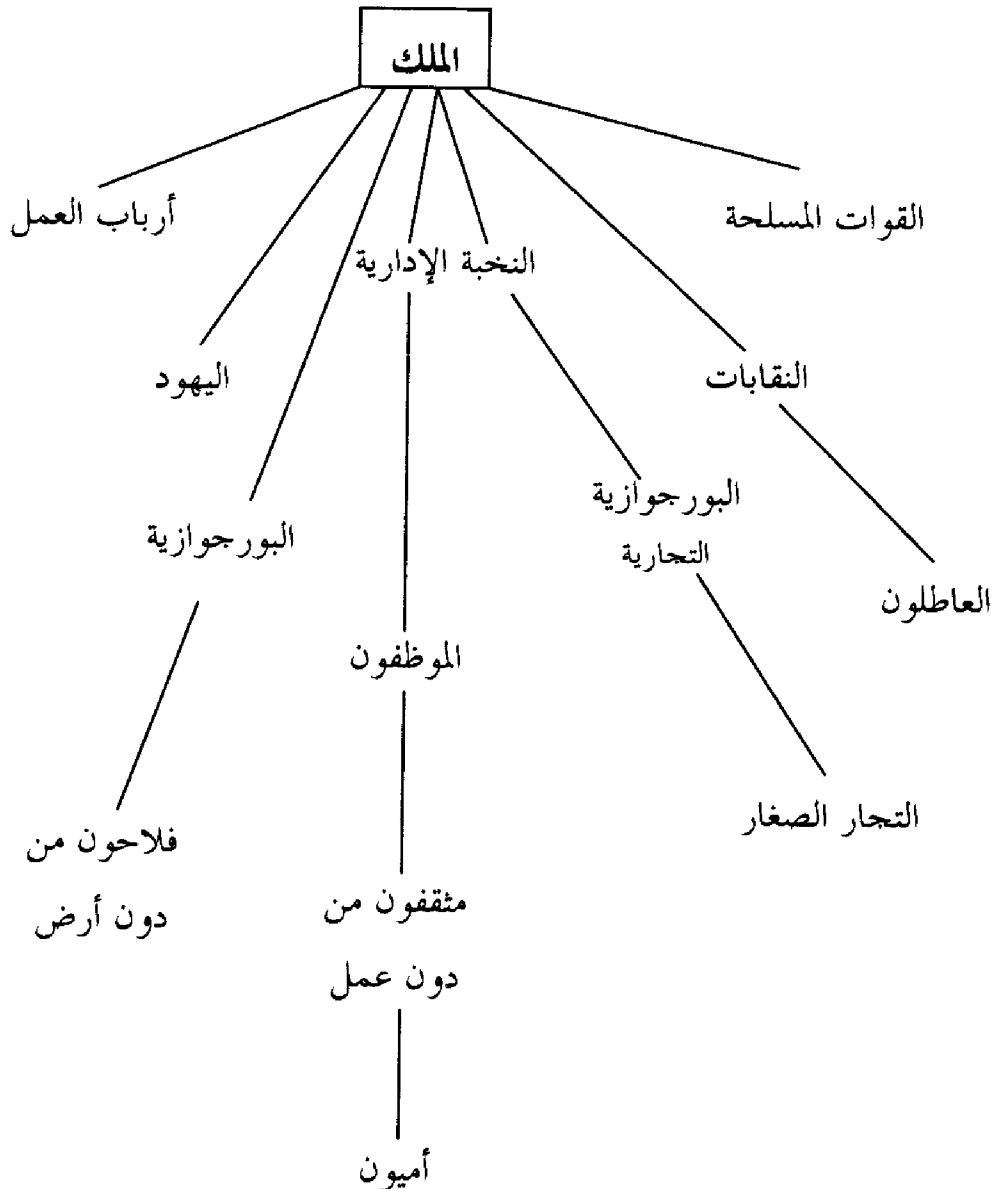 الملك
القوات المسلحة
أرباب العمل
النخبة الإدارية
النقابات
اليهود
البورجوازية
التجارية
البورجوازية
العاطلون
الموظفون
التجار الصغار
فلاحون من
دون أرض
مثقفون من
دون عمل
أميون